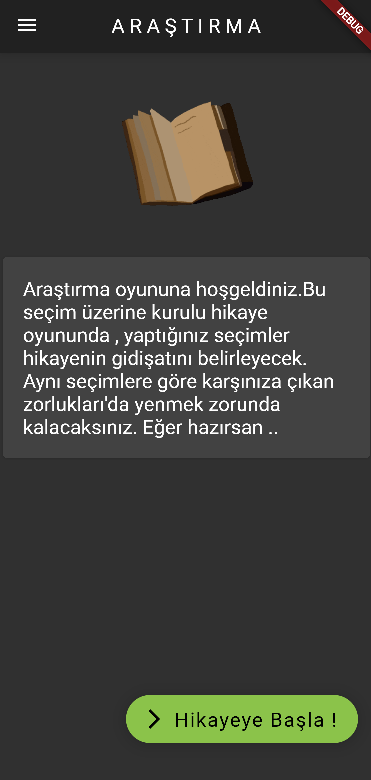 ARAŞTIRMA
DEBUG
Araştırma oyununa hoşgeldiniz.Bu
seçim üzerine kurulu hikaye
oyununda , yaptığınız seçimler
hikayenin gidişatını belirleyecek.
Aynı seçimlere göre karşınıza çıkan
zorlukları'da yenmek zorunda
kalacaksınız. Eğer hazırsan ..
Hikayeye Başla !